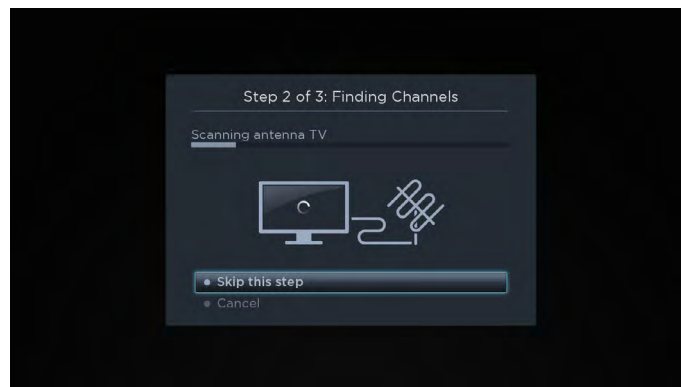 Step 2 of 3: Finding Channels
Scanning antenna TV
Skip this step
Cancel